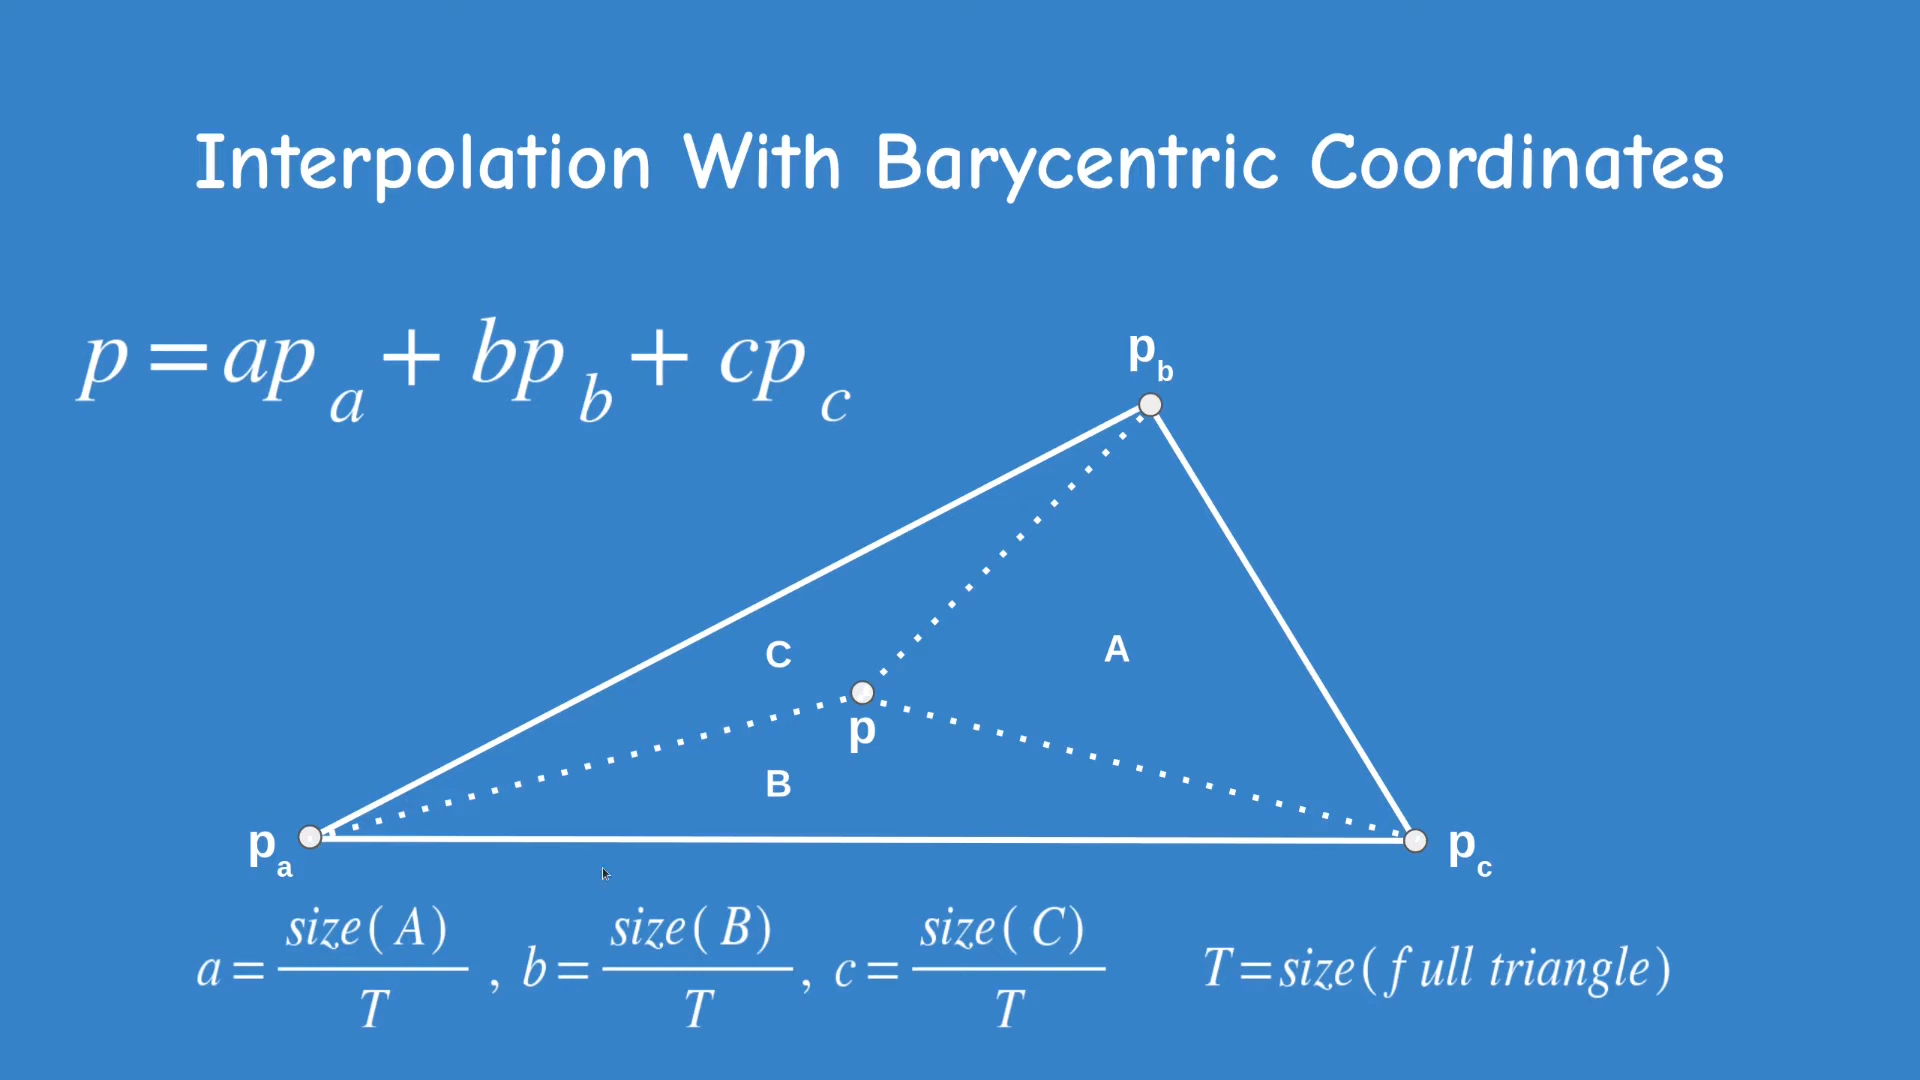 Interpolation With Barycentric Coordinates
p = ap_a + bp_b + cp_c
p_b
C
A
p
B
p_a
p_c
a = size(A)/T , b = size(B)/T , c = size(C)/T
T = size(full triangle)